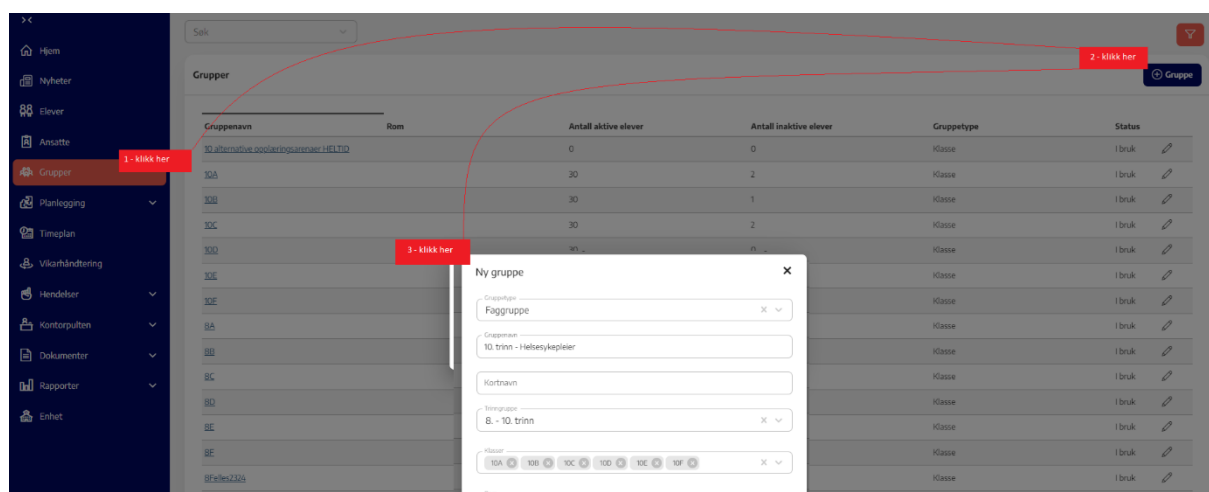 Søk
Hjem
Nyheter
Elever
Ansatte
Grupper
Planlegging
Timeplan
Vikarhåndtering
Hendelser
Kontorpulten
Dokumenter
Rapporter
Enhet
1 - klikk her
2 - klikk her
3 - klikk her
Grupper
Gruppe
Gruppenavn Rom Antall aktive elever Antall inaktive elever Gruppetype Status
10 alternative opplæringsarenaer HELTID 0 0 Klasse I bruk
10A 30 2 Klasse I bruk
10B 30 1 Klasse I bruk
10C 30 2 Klasse I bruk
10D 30 0 Klasse I bruk
10E Klasse I bruk
10F Klasse I bruk
8A Klasse I bruk
8B Klasse I bruk
8C Klasse I bruk
8D Klasse I bruk
8E Klasse I bruk
8F Klasse I bruk
8Felles2324 Klasse I bruk
Ny gruppe
Gruppetype
Faggruppe
Gruppenavn
10. trinn - Helsesykepleier
Kortnavn
Trinngruppe
8. - 10. trinn
Klasser
10A 10B 10C 10D 10E 10F